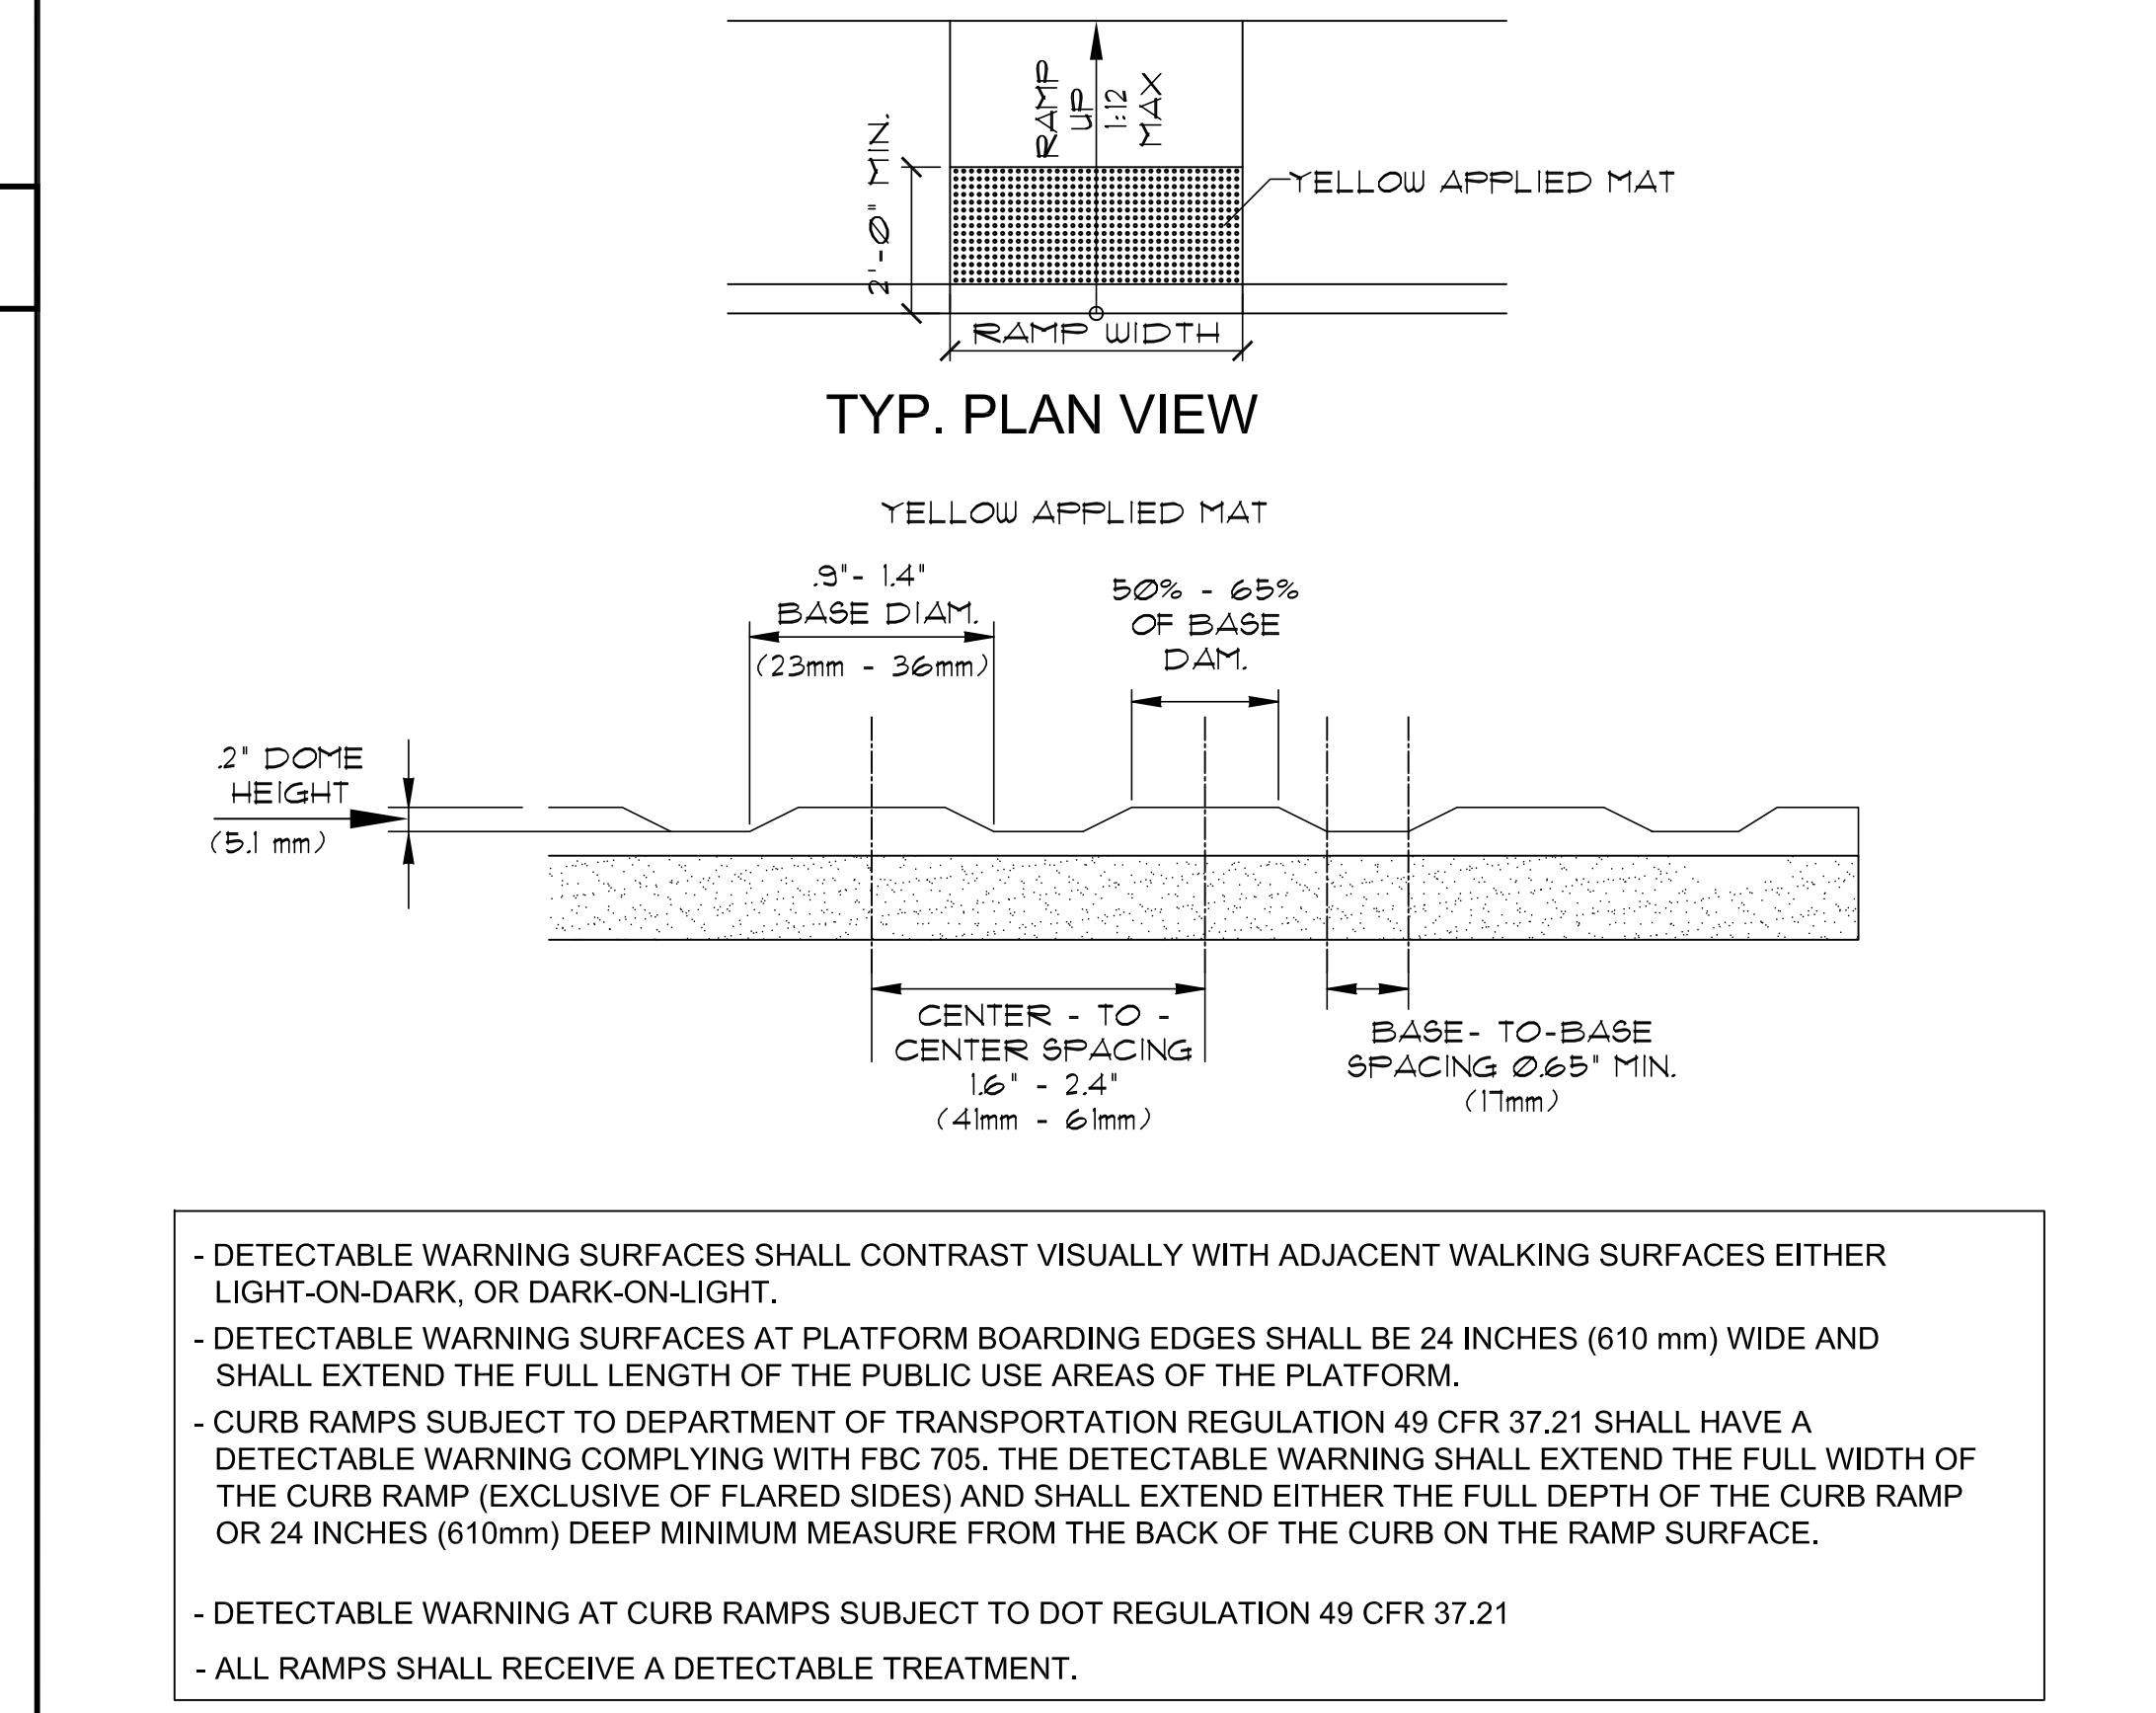 RAMP
UP
1:12
MAX
2'-0" MIN.
YELLOW APPLIED MAT
RAMP WIDTH
TYP. PLAN VIEW
YELLOW APPLIED MAT
.9"- 1.4"
BASE DIAM.
(23mm - 36mm)
50% - 65%
OF BASE
DAM.
.2" DOME
HEIGHT
(5.1 mm)
CENTER - TO -
CENTER SPACING
1.6" - 2.4"
(41mm - 61mm)
BASE- TO-BASE
SPACING 0.65" MIN.
(17mm)
- DETECTABLE WARNING SURFACES SHALL CONTRAST VISUALLY WITH ADJACENT WALKING SURFACES EITHER
LIGHT-ON-DARK, OR DARK-ON-LIGHT.
- DETECTABLE WARNING SURFACES AT PLATFORM BOARDING EDGES SHALL BE 24 INCHES (610 mm) WIDE AND
SHALL EXTEND THE FULL LENGTH OF THE PUBLIC USE AREAS OF THE PLATFORM.
- CURB RAMPS SUBJECT TO DEPARTMENT OF TRANSPORTATION REGULATION 49 CFR 37.21 SHALL HAVE A
DETECTABLE WARNING COMPLYING WITH FBC 705. THE DETECTABLE WARNING SHALL EXTEND THE FULL WIDTH OF
THE CURB RAMP (EXCLUSIVE OF FLARED SIDES) AND SHALL EXTEND EITHER THE FULL DEPTH OF THE CURB RAMP
OR 24 INCHES (610mm) DEEP MINIMUM MEASURE FROM THE BACK OF THE CURB ON THE RAMP SURFACE.
- DETECTABLE WARNING AT CURB RAMPS SUBJECT TO DOT REGULATION 49 CFR 37.21
- ALL RAMPS SHALL RECEIVE A DETECTABLE TREATMENT.